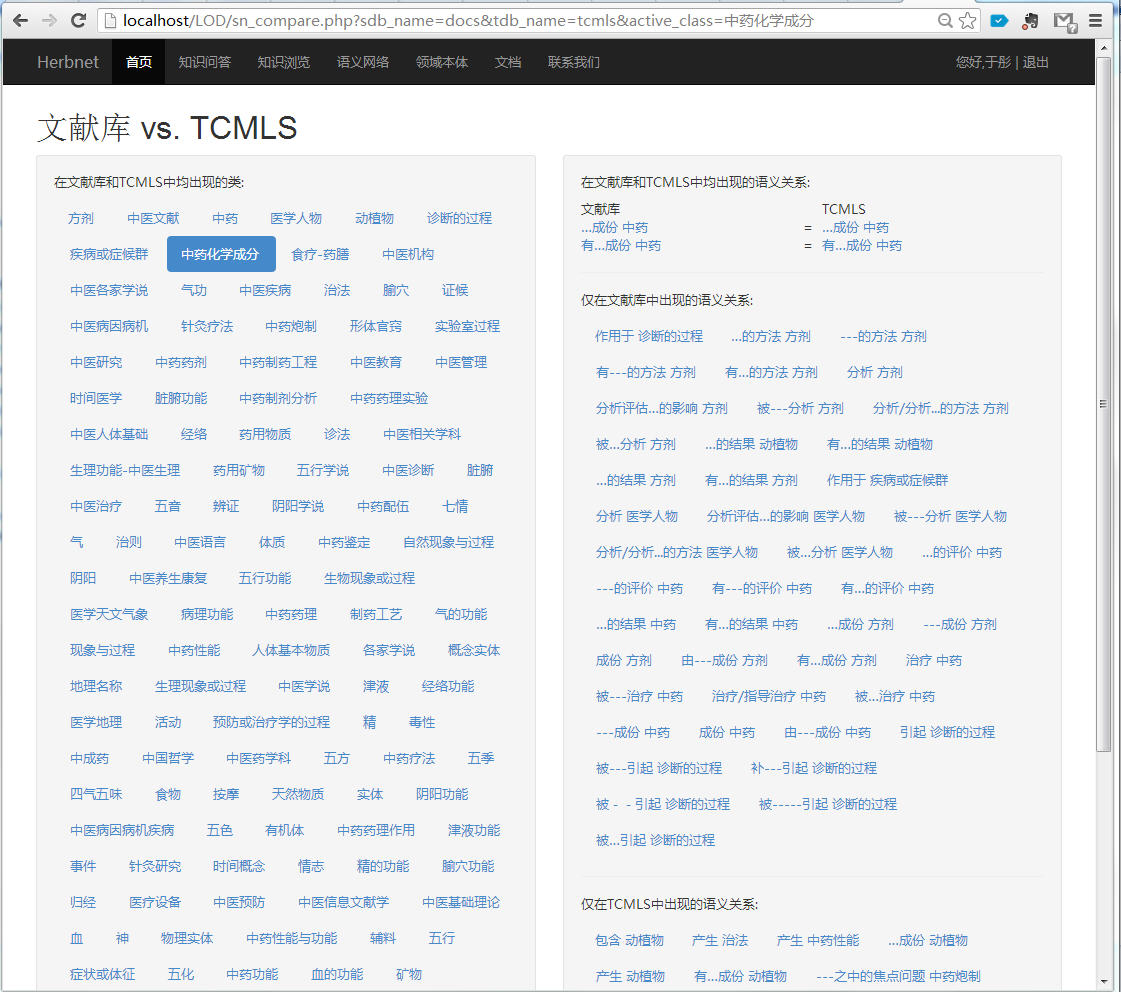 localhost/LOD/sn_compare.php?sdb_name=docs&tdb_name=tcmls&active_class=中药化学成分
Herbnet 首页 知识问答 知识浏览 语义网络 领域本体 文档 联系我们 您好,于彤 | 退出
文献库 vs. TCMLS
在文献库和TCMLS中均出现的类:
方剂 中医文献 中药 医学人物 动植物 诊断的过程
疾病或症候群 中药化学成分 食疗-药膳 中医机构
中医各家学说 气功 中医疾病 治法 腧穴 证候
中医病因病机 针灸疗法 中药炮制 形体官窍 实验室过程
中医研究 中药药剂 中药制药工程 中医教育 中医管理
时间医学 脏腑功能 中药制剂分析 中药药理实验
中医人体基础 经络 药用物质 诊法 中医相关学科
生理功能-中医生理 药用矿物 五行学说 中医诊断 脏腑
中医治疗 五音 辨证 阴阳学说 中药配伍 七情
气 治则 中医语言 体质 中药鉴定 自然现象与过程
阴阳 中医养生康复 五行功能 生物现象或过程
医学天文气象 病理功能 中药药理 制药工艺 气的功能
现象与过程 中药性能 人体基本物质 各家学说 概念实体
地理名称 生理现象或过程 中医学说 津液 经络功能
医学地理 活动 预防或治疗学的过程 精 毒性
中成药 中国哲学 中医药学科 五方 中药疗法 五季
四气五味 食物 按摩 天然物质 实体 阴阳功能
中医病因病机疾病 五色 有机体 中药药理作用 津液功能
事件 针灸研究 时间概念 情志 精的功能 腧穴功能
归经 医疗设备 中医预防 中医信息文献学 中医基础理论
血 神 物理实体 中药性能与功能 辅料 五行
症状或体征 五化 中药功能 血的功能 矿物
在文献库和TCMLS中均出现的语义关系:
文献库 TCMLS
...成份 中药 = ...成份 中药
有...成份 中药 = 有...成份 中药
仅在文献库中出现的语义关系:
作用于 诊断的过程 ...的方法 方剂 ---的方法 方剂
有---的方法 方剂 有...的方法 方剂 分析 方剂
分析评估...的影响 方剂 被---分析 方剂 分析/分析...的方法 方剂
被...分析 方剂 ...的结果 动植物 有...的结果 动植物
...的结果 方剂 有...的结果 方剂 作用于 疾病或症候群
分析 医学人物 分析评估...的影响 医学人物 被---分析 医学人物
分析/分析...的方法 医学人物 被...分析 医学人物 ...的评价 中药
---的评价 中药 有---的评价 中药 有...的评价 中药
...的结果 中药 有...的结果 中药 ...成份 方剂 ---成份 方剂
成份 方剂 由---成份 方剂 有...成份 方剂 治疗 中药
被---治疗 中药 治疗/指导治疗 中药 被...治疗 中药
---成份 中药 成份 中药 由---成份 中药 引起 诊断的过程
被---引起 诊断的过程 补---引起 诊断的过程
被 - - 引起 诊断的过程 被-----引起 诊断的过程
被...引起 诊断的过程
仅在TCMLS中出现的语义关系:
包含 动植物 产生 治法 产生 中药性能 ...成份 动植物
产生 动植物 有...成份 动植物 ---之中的焦点问题 中药炮制